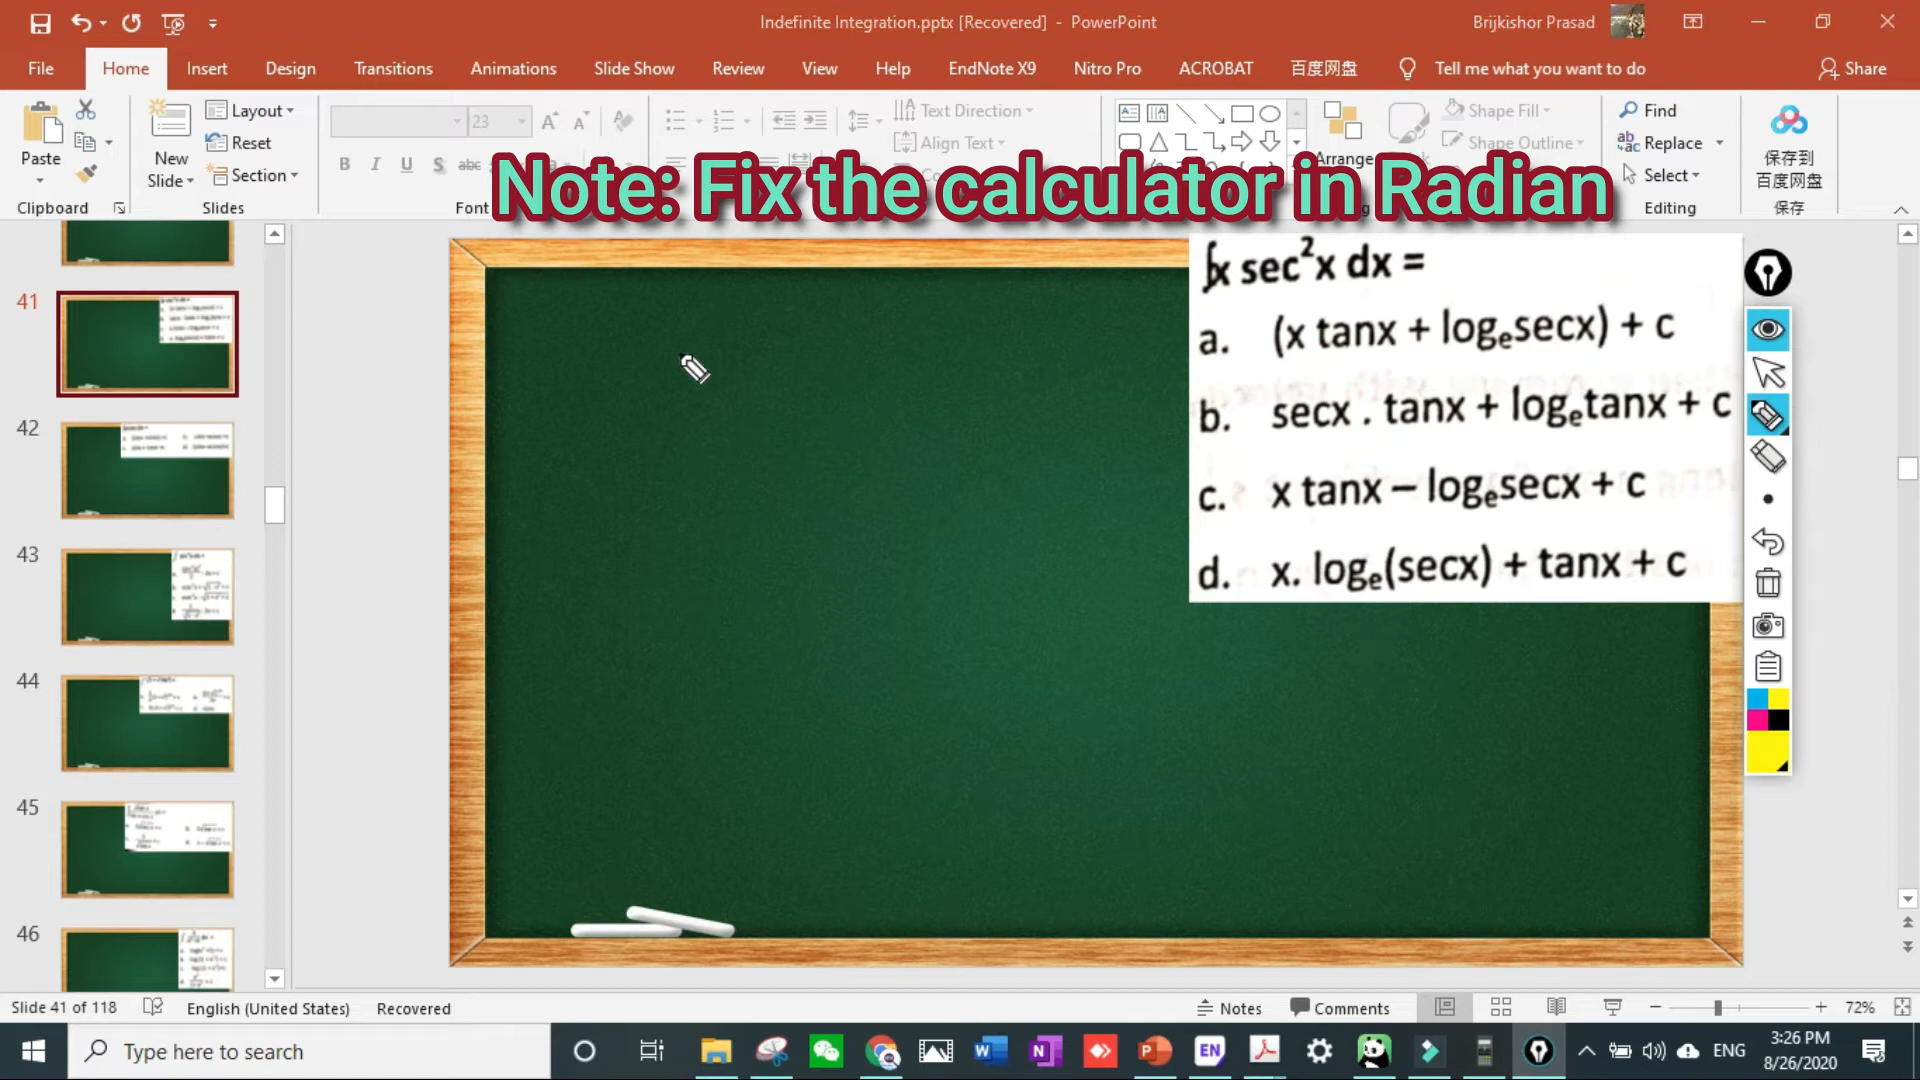 Indefinite Integration.pptx [Recovered] - PowerPoint
Brijkishor Prasad
File Home Insert Design Transitions Animations Slide Show Review View Help EndNote X9 Nitro Pro ACROBAT 百度网盘 Tell me what you want to do Share
Paste
Clipboard
New Slide
Layout
Reset
Section
Slides
23
B I U S abc
Font
Text Direction
Align Text
Arrange
Shape Fill
Shape Outline
Find
Replace
Select
Editing
保存到
百度网盘
保存
Note: Fix the calculator in Radian
∫x sec²x dx =
a. (x tanx + logₑsecx) + c
b. secx . tanx + logₑtanx + c
c. x tanx – logₑsecx + c
d. x. logₑ(secx) + tanx + c
41
42
43
44
45
46
Slide 41 of 118 English (United States) Recovered Notes Comments 72%
Type here to search
EN
ENG
3:26 PM
8/26/2020